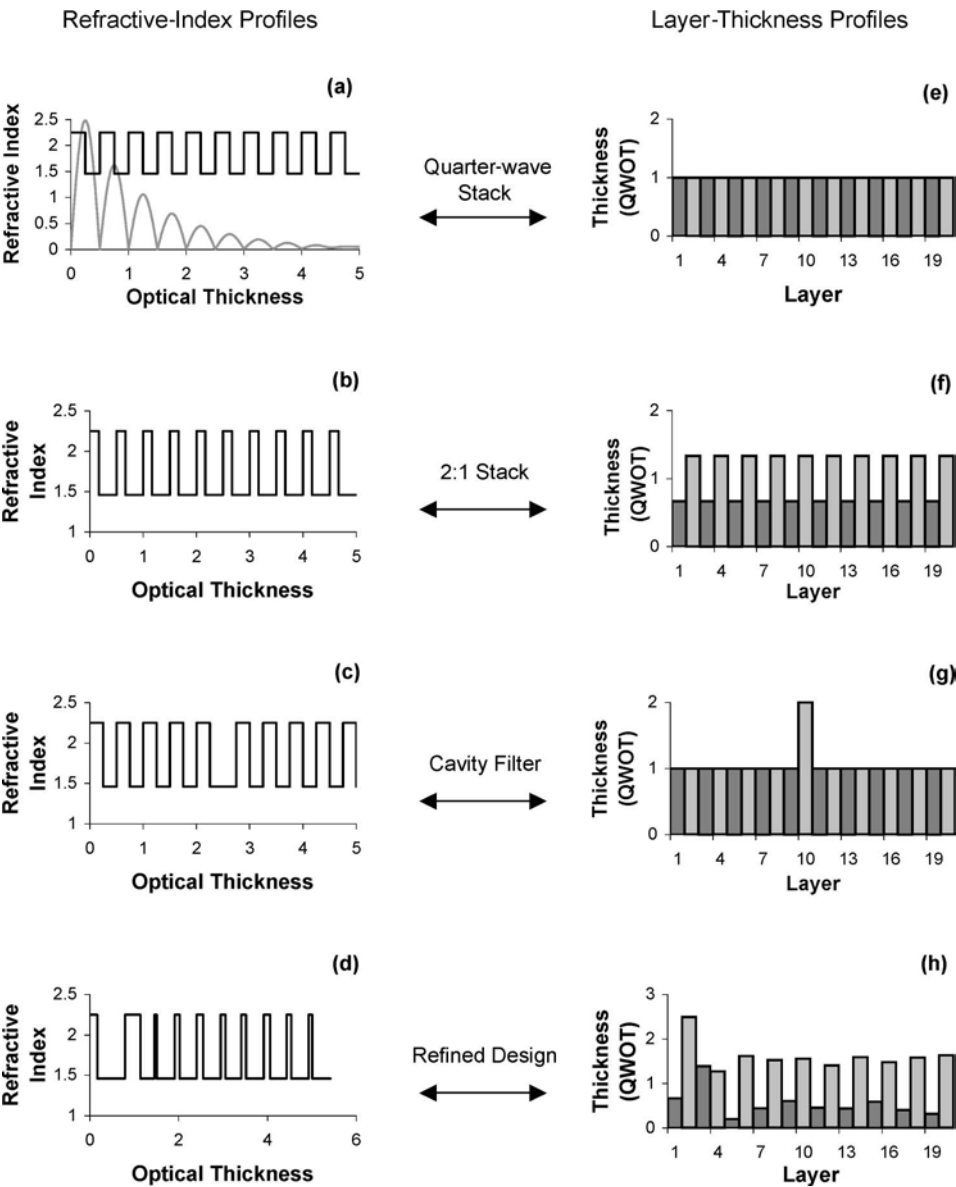 Refractive-Index Profiles
Layer-Thickness Profiles
(a)
Refractive Index
2.5
2
1.5
1
0.5
0
0 1 2 3 4 5
Optical Thickness
Quarter-wave
Stack
(e)
Thickness
(QWOT)
2
1
0
1 4 7 10 13 16 19
Layer
(b)
Refractive
Index
2.5
2
1.5
1
0 1 2 3 4 5
Optical Thickness
2:1 Stack
(f)
Thickness
(QWOT)
2
1
0
1 4 7 10 13 16 19
Layer
(c)
Refractive
Index
2.5
2
1.5
1
0 1 2 3 4 5
Optical Thickness
Cavity Filter
(g)
Thickness
(QWOT)
2
1
0
1 4 7 10 13 16 19
Layer
(d)
Refractive
Index
2.5
2
1.5
1
0 2 4 6
Optical Thickness
Refined Design
(h)
Thickness
(QWOT)
3
2
1
0
1 4 7 10 13 16 19
Layer